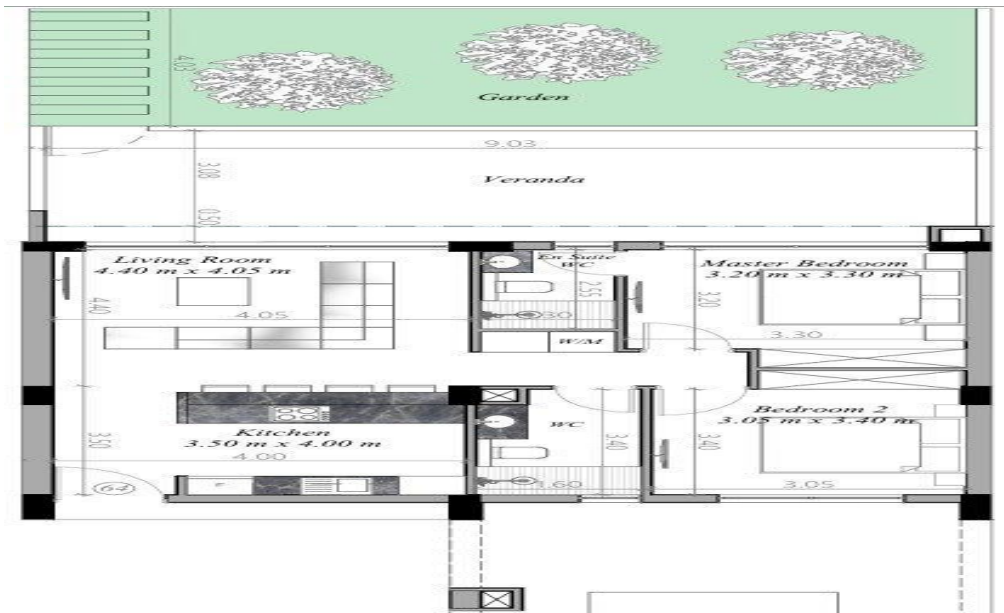 4.03
Garden
9.03
3.08
Veranda
0.50
Living Room
4.40 m x 4.05 m
4.40
4.05
En Suite
WC
2.55
W/M
Master Bedroom
3.20 m x 3.30 m
3.20
3.30
Kitchen
3.50 m x 4.00 m
3.50
4.00
64
WC
3.40
1.60
Bedroom 2
3.05 m x 3.40 m
3.40
3.05